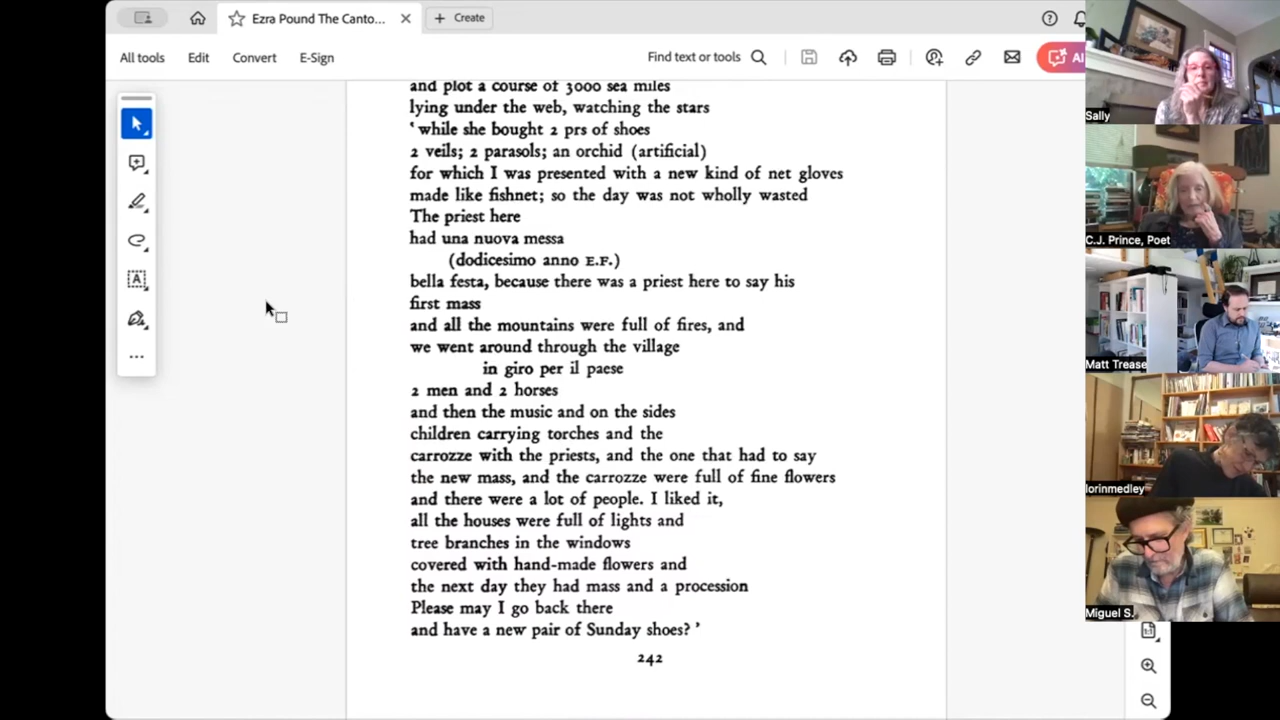 Ezra Pound The Canto...
Create
All tools
Edit
Convert
E-Sign
Find text or tools
AI
and plot a course of 3000 sea miles
lying under the web, watching the stars
‘ while she bought 2 prs of shoes
2 veils; 2 parasols; an orchid (artificial)
for which I was presented with a new kind of net gloves
made like fishnet; so the day was not wholly wasted
The priest here
had una nuova messa
(dodicesimo anno E.F.)
bella festa, because there was a priest here to say his
first mass
and all the mountains were full of fires, and
we went around through the village
in giro per il paese
2 men and 2 horses
and then the music and on the sides
children carrying torches and the
carrozze with the priests, and the one that had to say
the new mass, and the carrozze were full of fine flowers
and there were a lot of people. I liked it,
all the houses were full of lights and
tree branches in the windows
covered with hand-made flowers and
the next day they had mass and a procession
Please may I go back there
and have a new pair of Sunday shoes? ’
242
Sally
C.J. Prince, Poet
Matt Trease
lorinmedley
Miguel S.